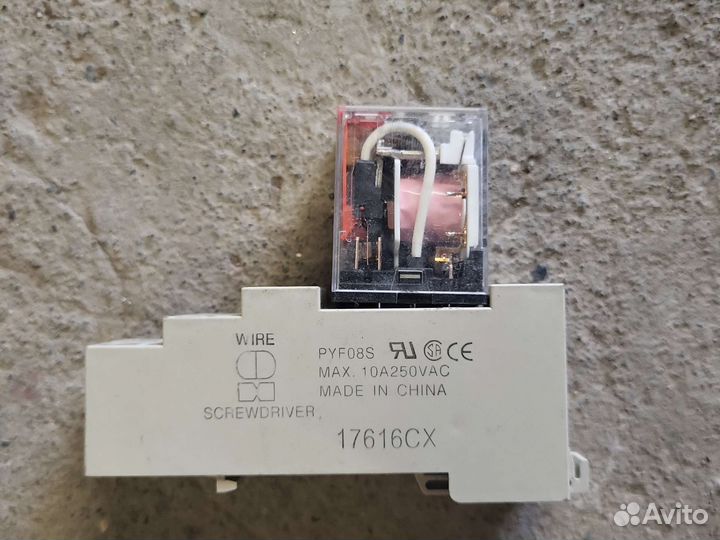 WIRE
SCREWDRIVER
PYF08S
MAX. 10A250VAC
MADE IN CHINA
17616CX
Avito